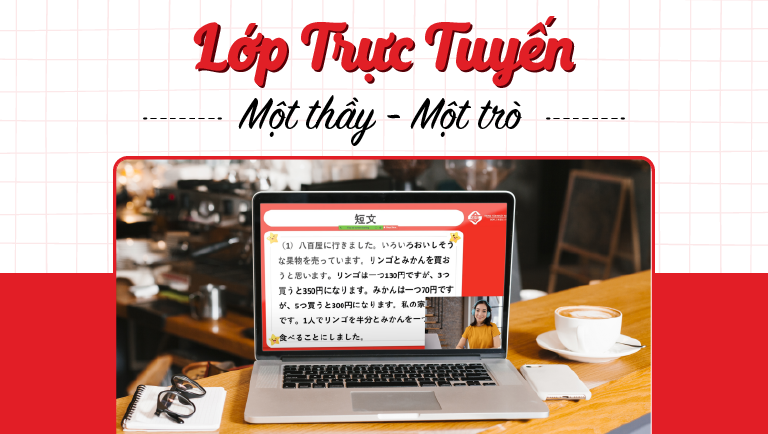 Lớp Trực Tuyến
Một thầy - Một trò
短文
（1）八百屋に行きました。いろいろおいしそう
な果物を売っています。リンゴとみかんを買お
うと思います。リンゴは一つ130円ですが、3つ
買うと350円になります。みかんは一つ70円です
が、5つ買うと300円になります。私の家
です。1人でリンゴを半分とみかんを一つ
食べることにしました。